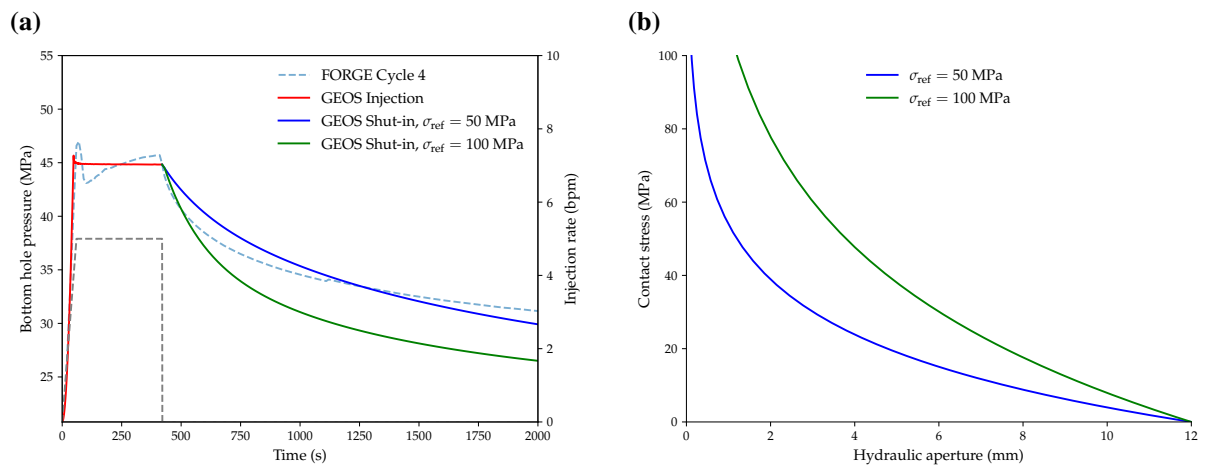 (a)
55
50
45
40
35
30
25
Bottom hole pressure (MPa)
10
8
6
4
2
0
Injection rate (bpm)
FORGE Cycle 4
GEOS Injection
GEOS Shut-in, σref = 50 MPa
GEOS Shut-in, σref = 100 MPa
0 250 500 750 1000 1250 1500 1750 2000
Time (s)
(b)
100
80
60
40
20
0
Contact stress (MPa)
σref = 50 MPa
σref = 100 MPa
0 2 4 6 8 10 12
Hydraulic aperture (mm)